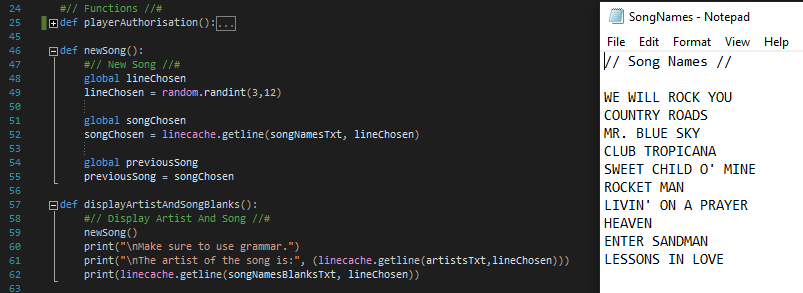 24 #// Functions //#
25 def playerAuthorisation():...
45
46 def newSong():
47 #// New Song //#
48 global lineChosen
49 lineChosen = random.randint(3,12)
50
51 global songChosen
52 songChosen = linecache.getline(songNamesTxt, lineChosen)
53
54 global previousSong
55 previousSong = songChosen
56
57 def displayArtistAndSongBlanks():
58 #// Display Artist And Song //#
59 newSong()
60 print("\nMake sure to use grammar.")
61 print("\nThe artist of the song is:", (linecache.getline(artistsTxt,lineChosen)))
62 print(linecache.getline(songNamesBlanksTxt, lineChosen))
63
SongNames - Notepad
File Edit Format View Help
// Song Names //
WE WILL ROCK YOU
COUNTRY ROADS
MR. BLUE SKY
CLUB TROPICANA
SWEET CHILD O' MINE
ROCKET MAN
LIVIN' ON A PRAYER
HEAVEN
ENTER SANDMAN
LESSONS IN LOVE